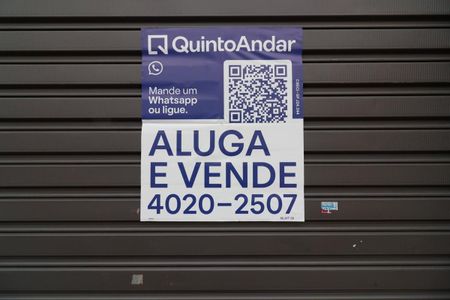 QuintoAndar
Mande um
Whatsapp
ou ligue.
ALUGA
E VENDE
4020-2507